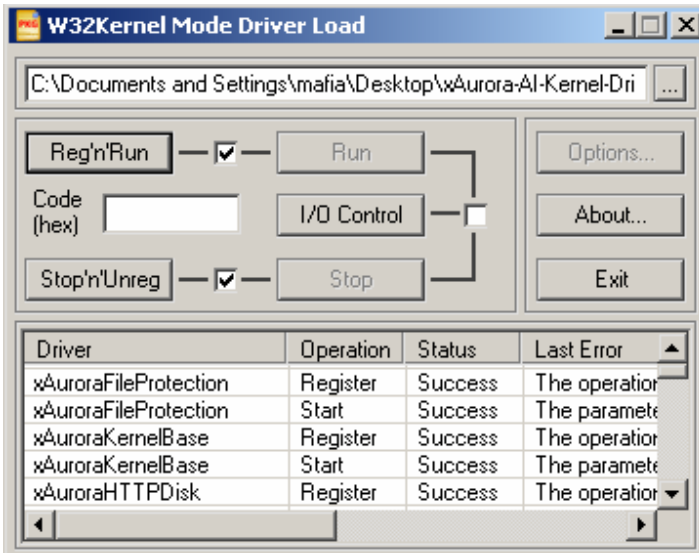 W32Kernel Mode Driver Load
C:\Documents and Settings\mafia\Desktop\xAurora-AI-Kernel-Dri ...
Reg'n'Run Run Options...
Code (hex) I/O Control About...
Stop'n'Unreg Stop Exit
Driver Operation Status Last Error
xAuroraFileProtection Register Success The operation
xAuroraFileProtection Start Success The paramete
xAuroraKernelBase Register Success The operation
xAuroraKernelBase Start Success The paramete
xAuroraHTTPDisk Register Success The operation